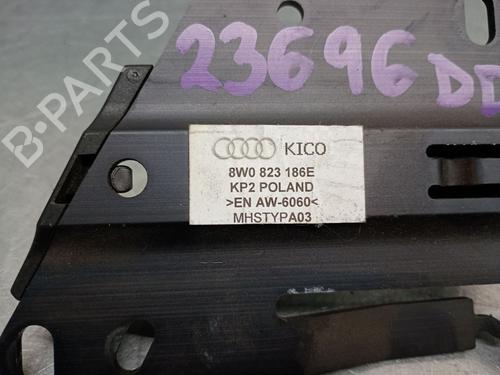 23696 DD
KICO
8W0 823 186E
KP2 POLAND
>EN AW-6060<
MHSTYPA03
B-PARTS